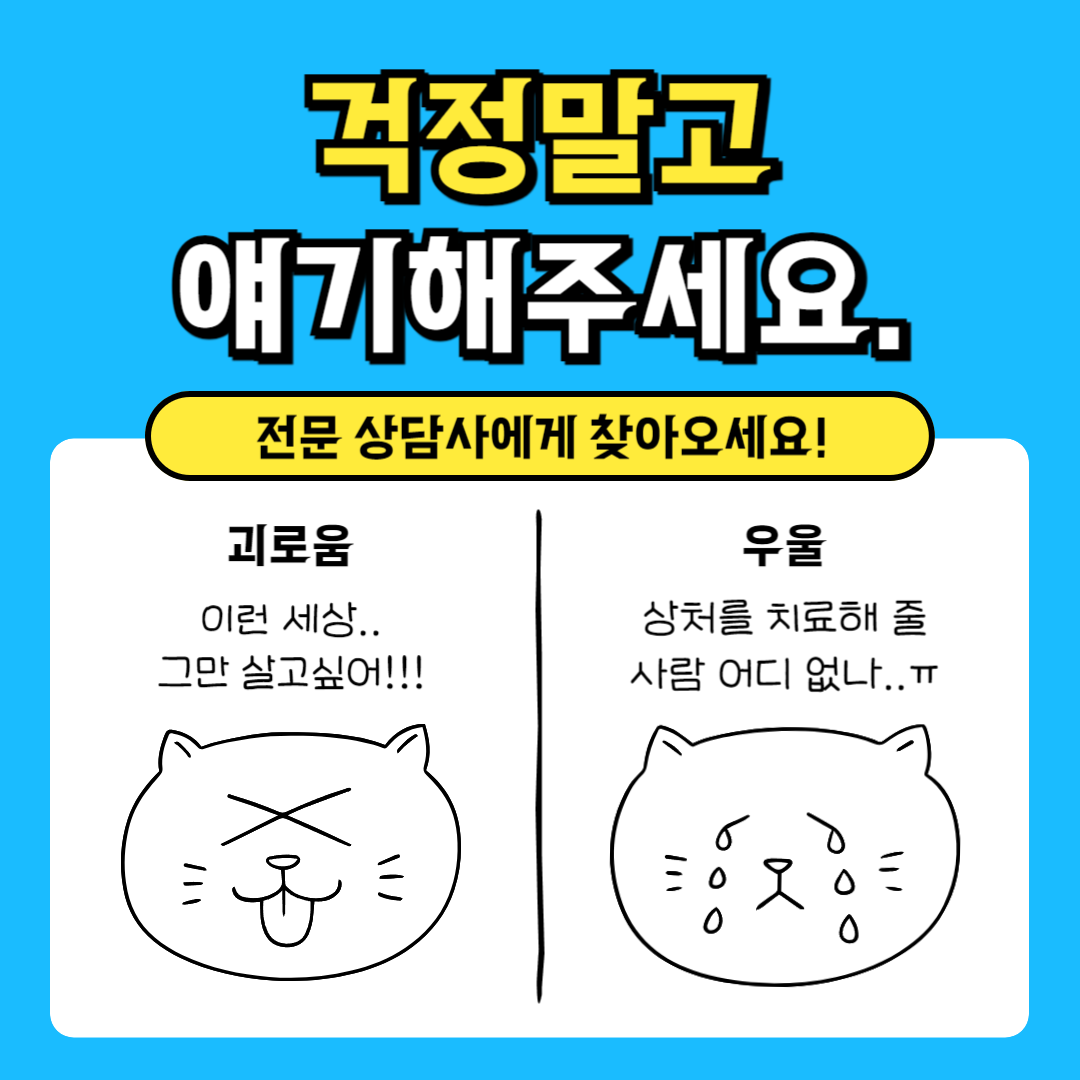 걱정말고
얘기해주세요.
전문 상담사에게 찾아오세요!
괴로움
이런 세상..
그만 살고싶어!!!
우울
상처를 치료해 줄
사람 어디 없나..ㅠ